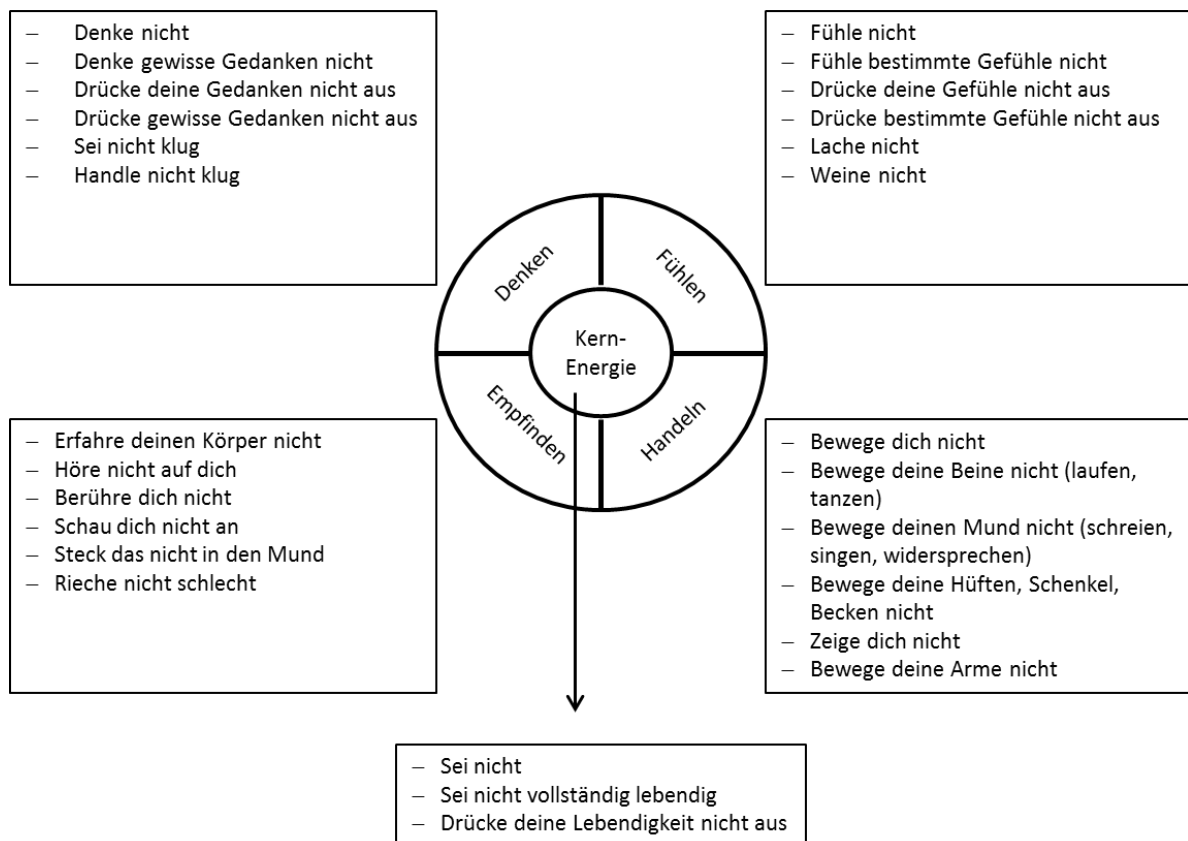 – Denke nicht
– Denke gewisse Gedanken nicht
– Drücke deine Gedanken nicht aus
– Drücke gewisse Gedanken nicht aus
– Sei nicht klug
– Handle nicht klug
– Fühle nicht
– Fühle bestimmte Gefühle nicht
– Drücke deine Gefühle nicht aus
– Drücke bestimmte Gefühle nicht aus
– Lache nicht
– Weine nicht
Denken
Fühlen
Kern-
Energie
Empfinden
Handeln
– Erfahre deinen Körper nicht
– Höre nicht auf dich
– Berühre dich nicht
– Schau dich nicht an
– Steck das nicht in den Mund
– Rieche nicht schlecht
– Bewege dich nicht
– Bewege deine Beine nicht (laufen,
tanzen)
– Bewege deinen Mund nicht (schreien,
singen, widersprechen)
– Bewege deine Hüften, Schenkel,
Becken nicht
– Zeige dich nicht
– Bewege deine Arme nicht
– Sei nicht
– Sei nicht vollständig lebendig
– Drücke deine Lebendigkeit nicht aus